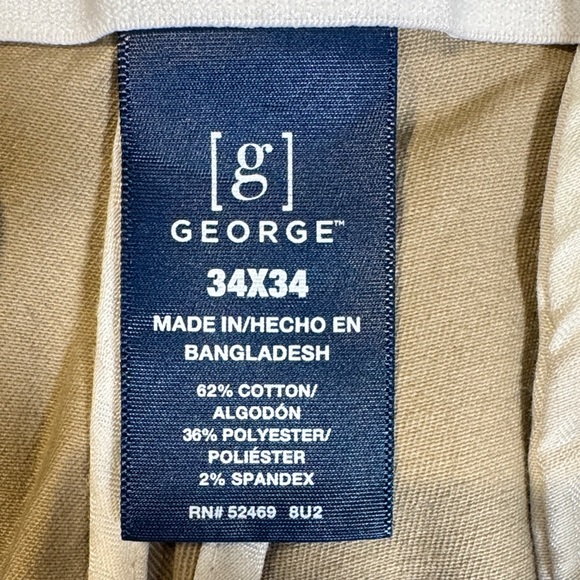 [g]
GEORGE™
34X34
MADE IN/HECHO EN
BANGLADESH
62% COTTON/
ALGODÓN
36% POLYESTER/
POLIÉSTER
2% SPANDEX
RN# 52469 8U2